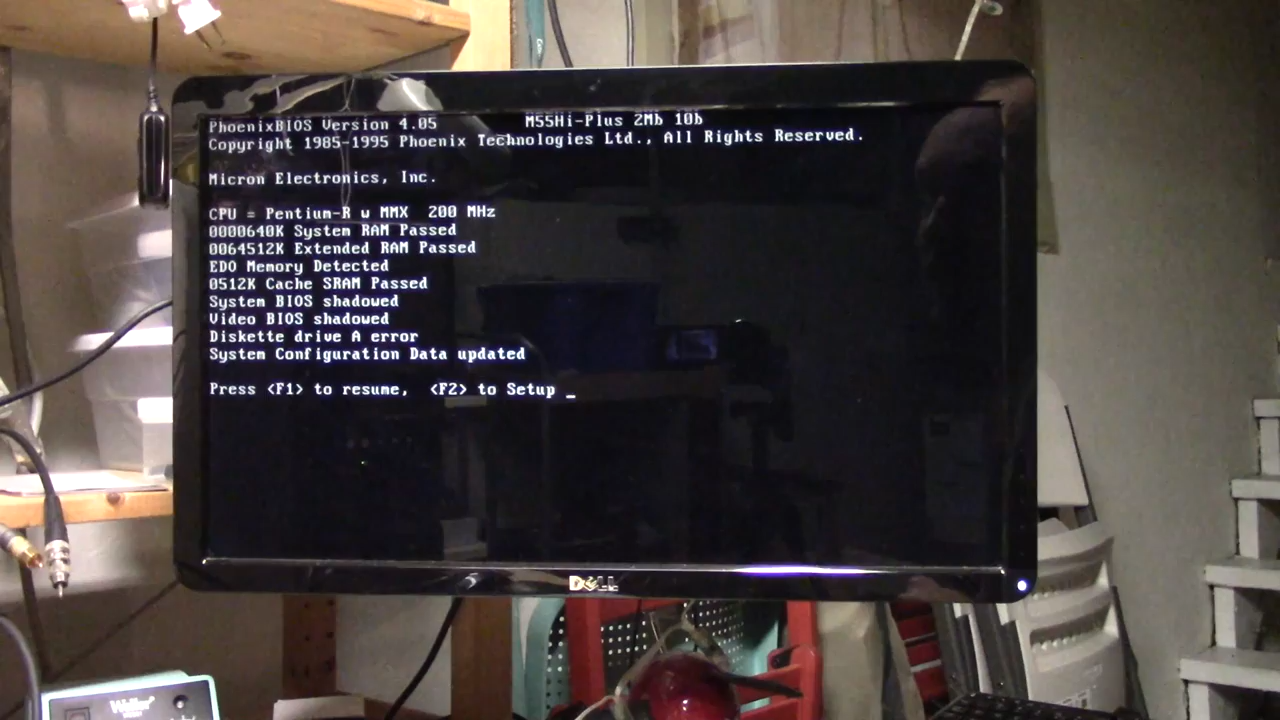 PhoenixBIOS Version 4.05 M55Hi-Plus 2Mb 10b
Copyright 1985-1995 Phoenix Technologies Ltd., All Rights Reserved.
Micron Electronics, Inc.
CPU = Pentium-R w MMX 200 MHz
0000640K System RAM Passed
0064512K Extended RAM Passed
EDO Memory Detected
0512K Cache SRAM Passed
System BIOS shadowed
Video BIOS shadowed
Diskette drive A error
System Configuration Data updated
Press <F1> to resume, <F2> to Setup _
DELL
Weller